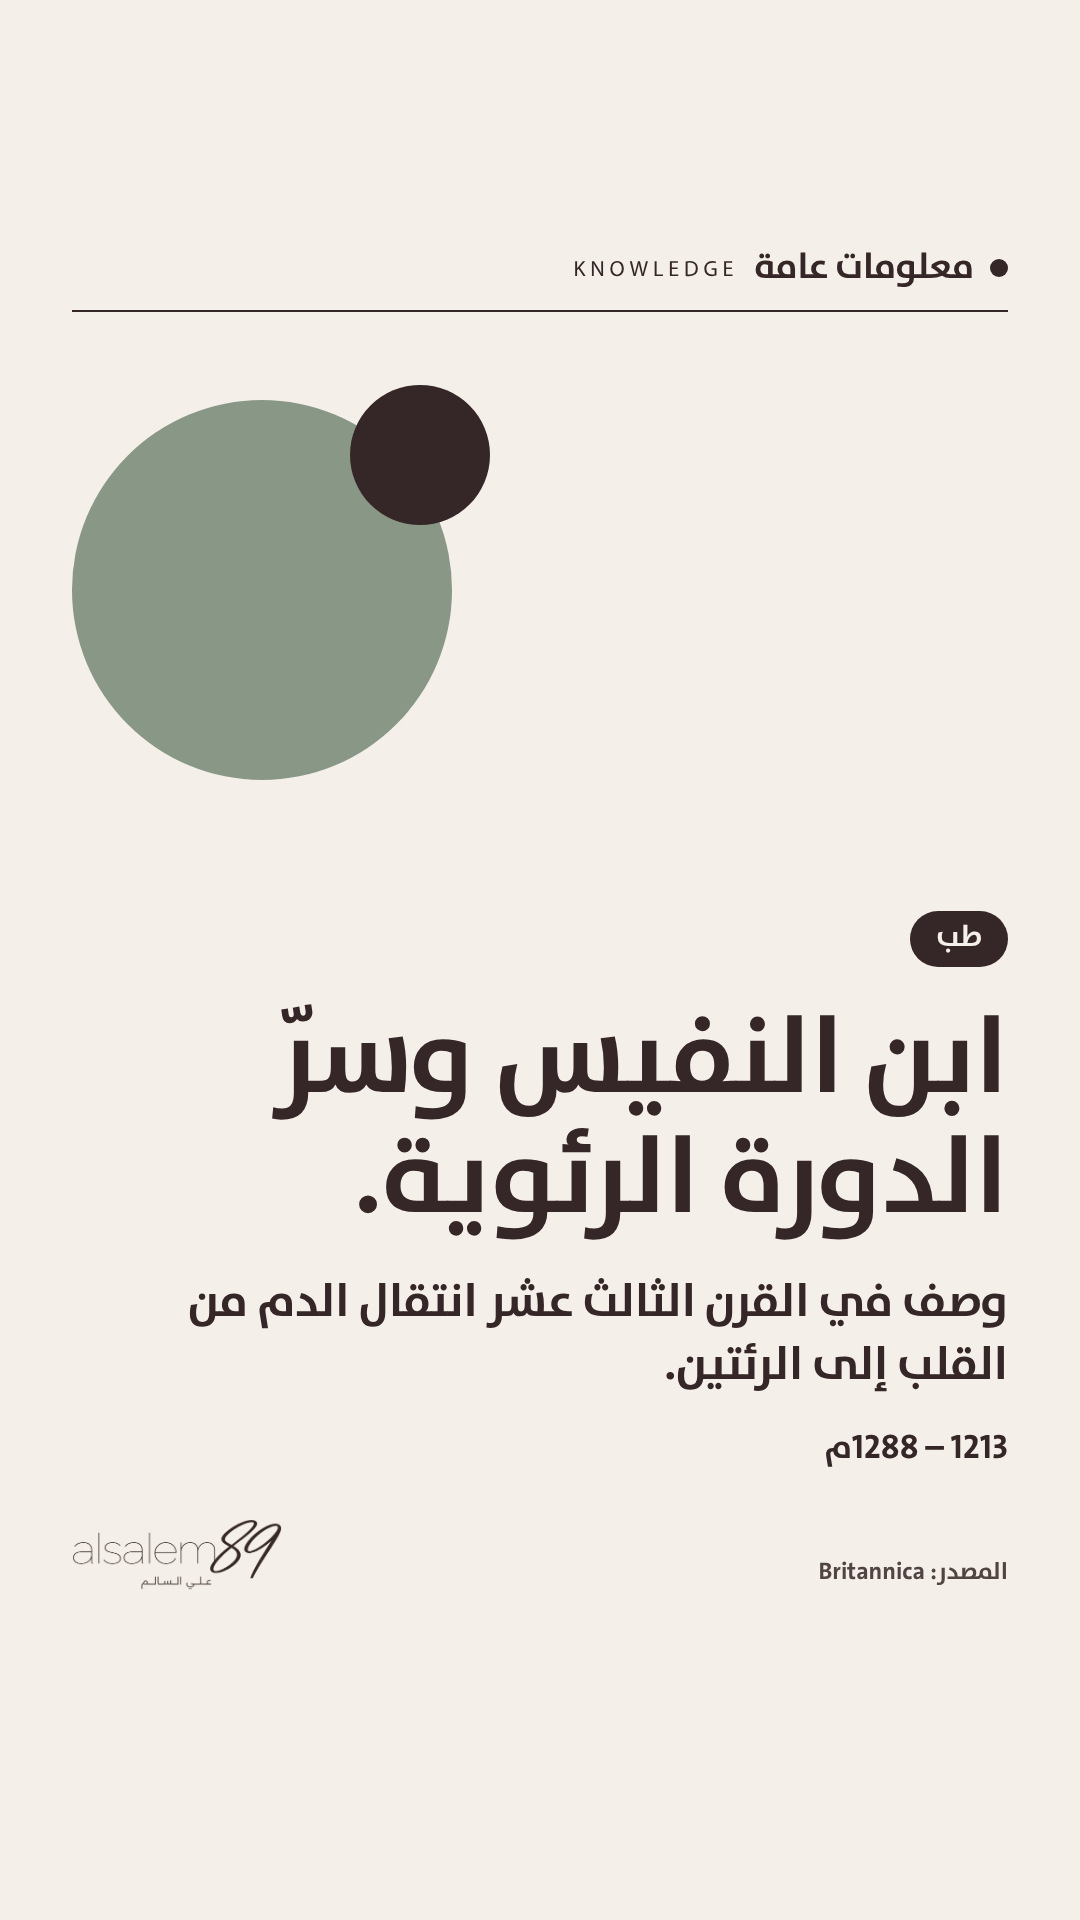 معلومات عامة KNOWLEDGE
طب
ابن النفيس وسرّ
الدورة الرئوية.
وصف في القرن الثالث عشر انتقال الدم من
القلب إلى الرئتين.
1213 – 1288م
المصدر: Britannica
alsalem89
علي السالم